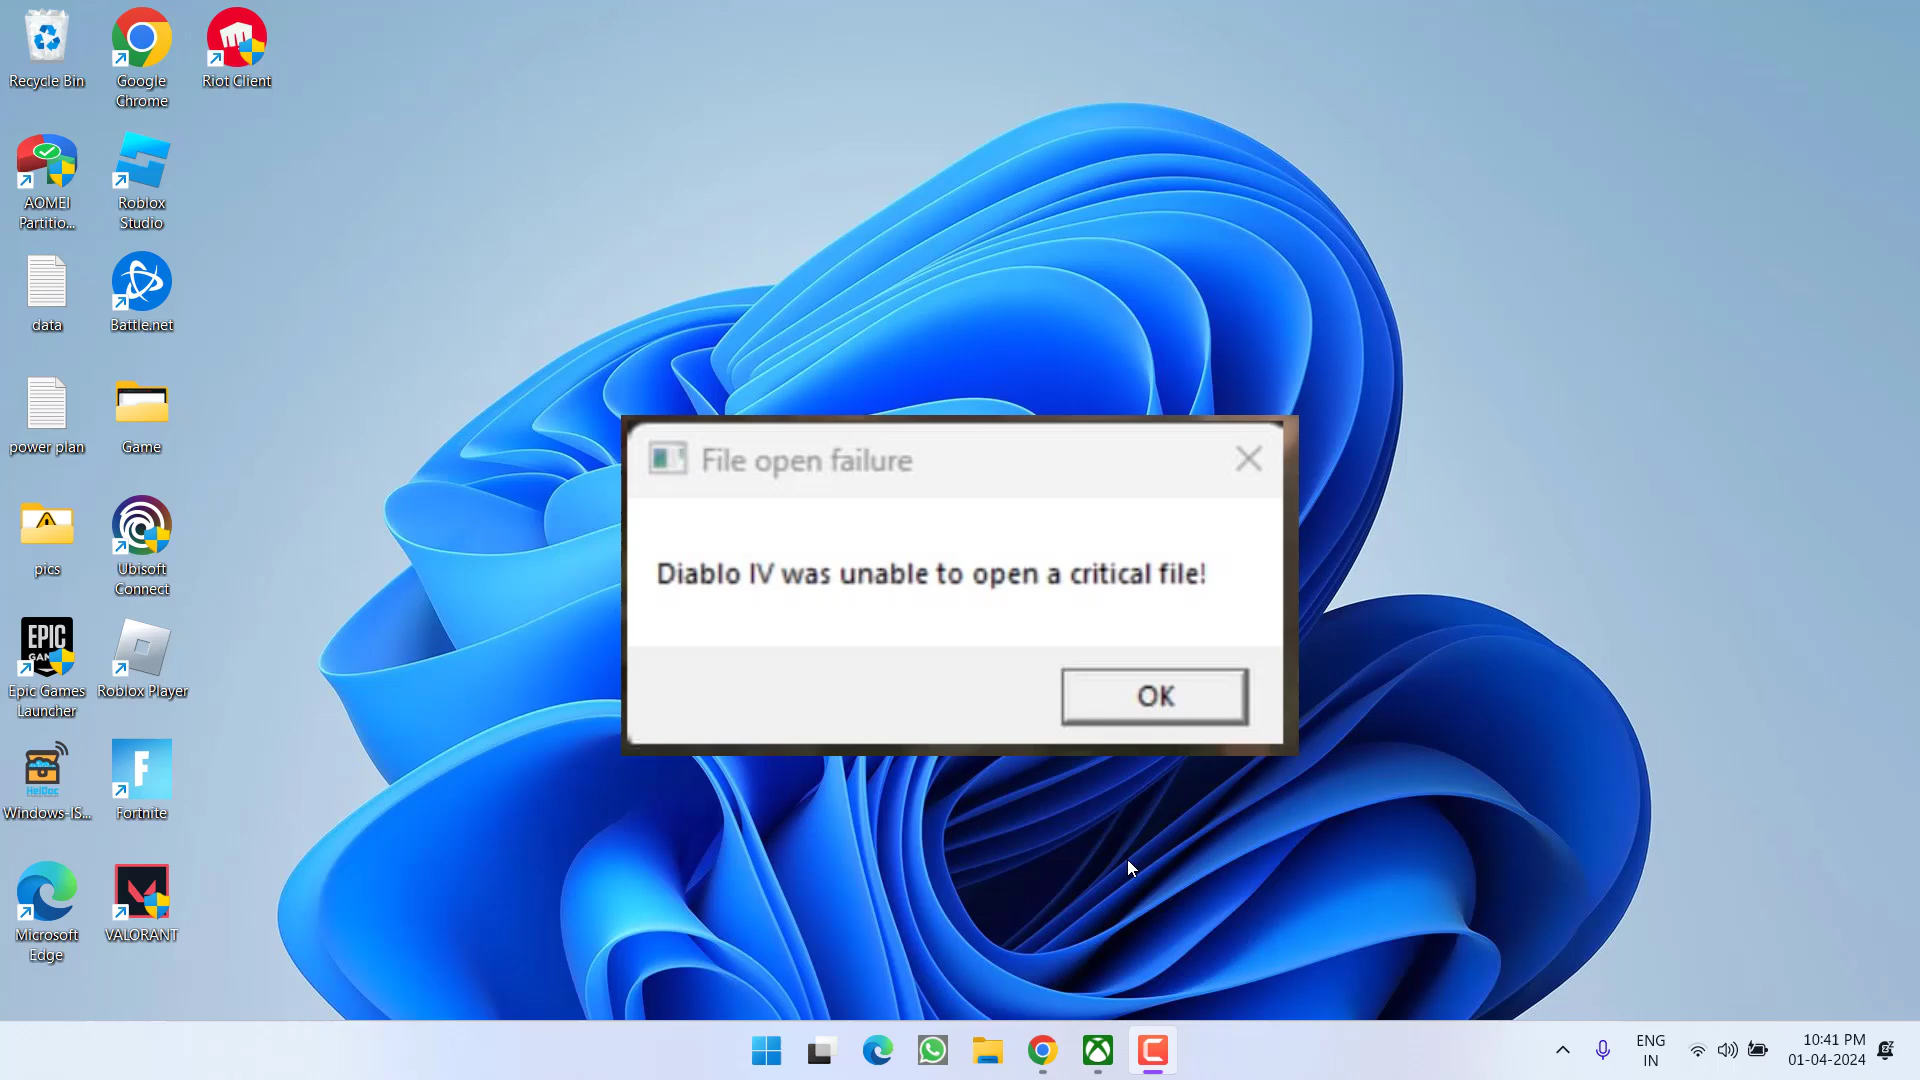 Recycle Bin
Google
Chrome
Riot Client
AOMEI
Partitio...
Roblox
Studio
data
Battle.net
power plan
Game
pics
Ubisoft
Connect
EPIC
Epic Games
Launcher
Roblox Player
HeiDoc
Windows-IS...
Fortnite
Microsoft
Edge
VALORANT
File open failure
Diablo IV was unable to open a critical file!
OK
ENG
IN
10:41 PM
01-04-2024